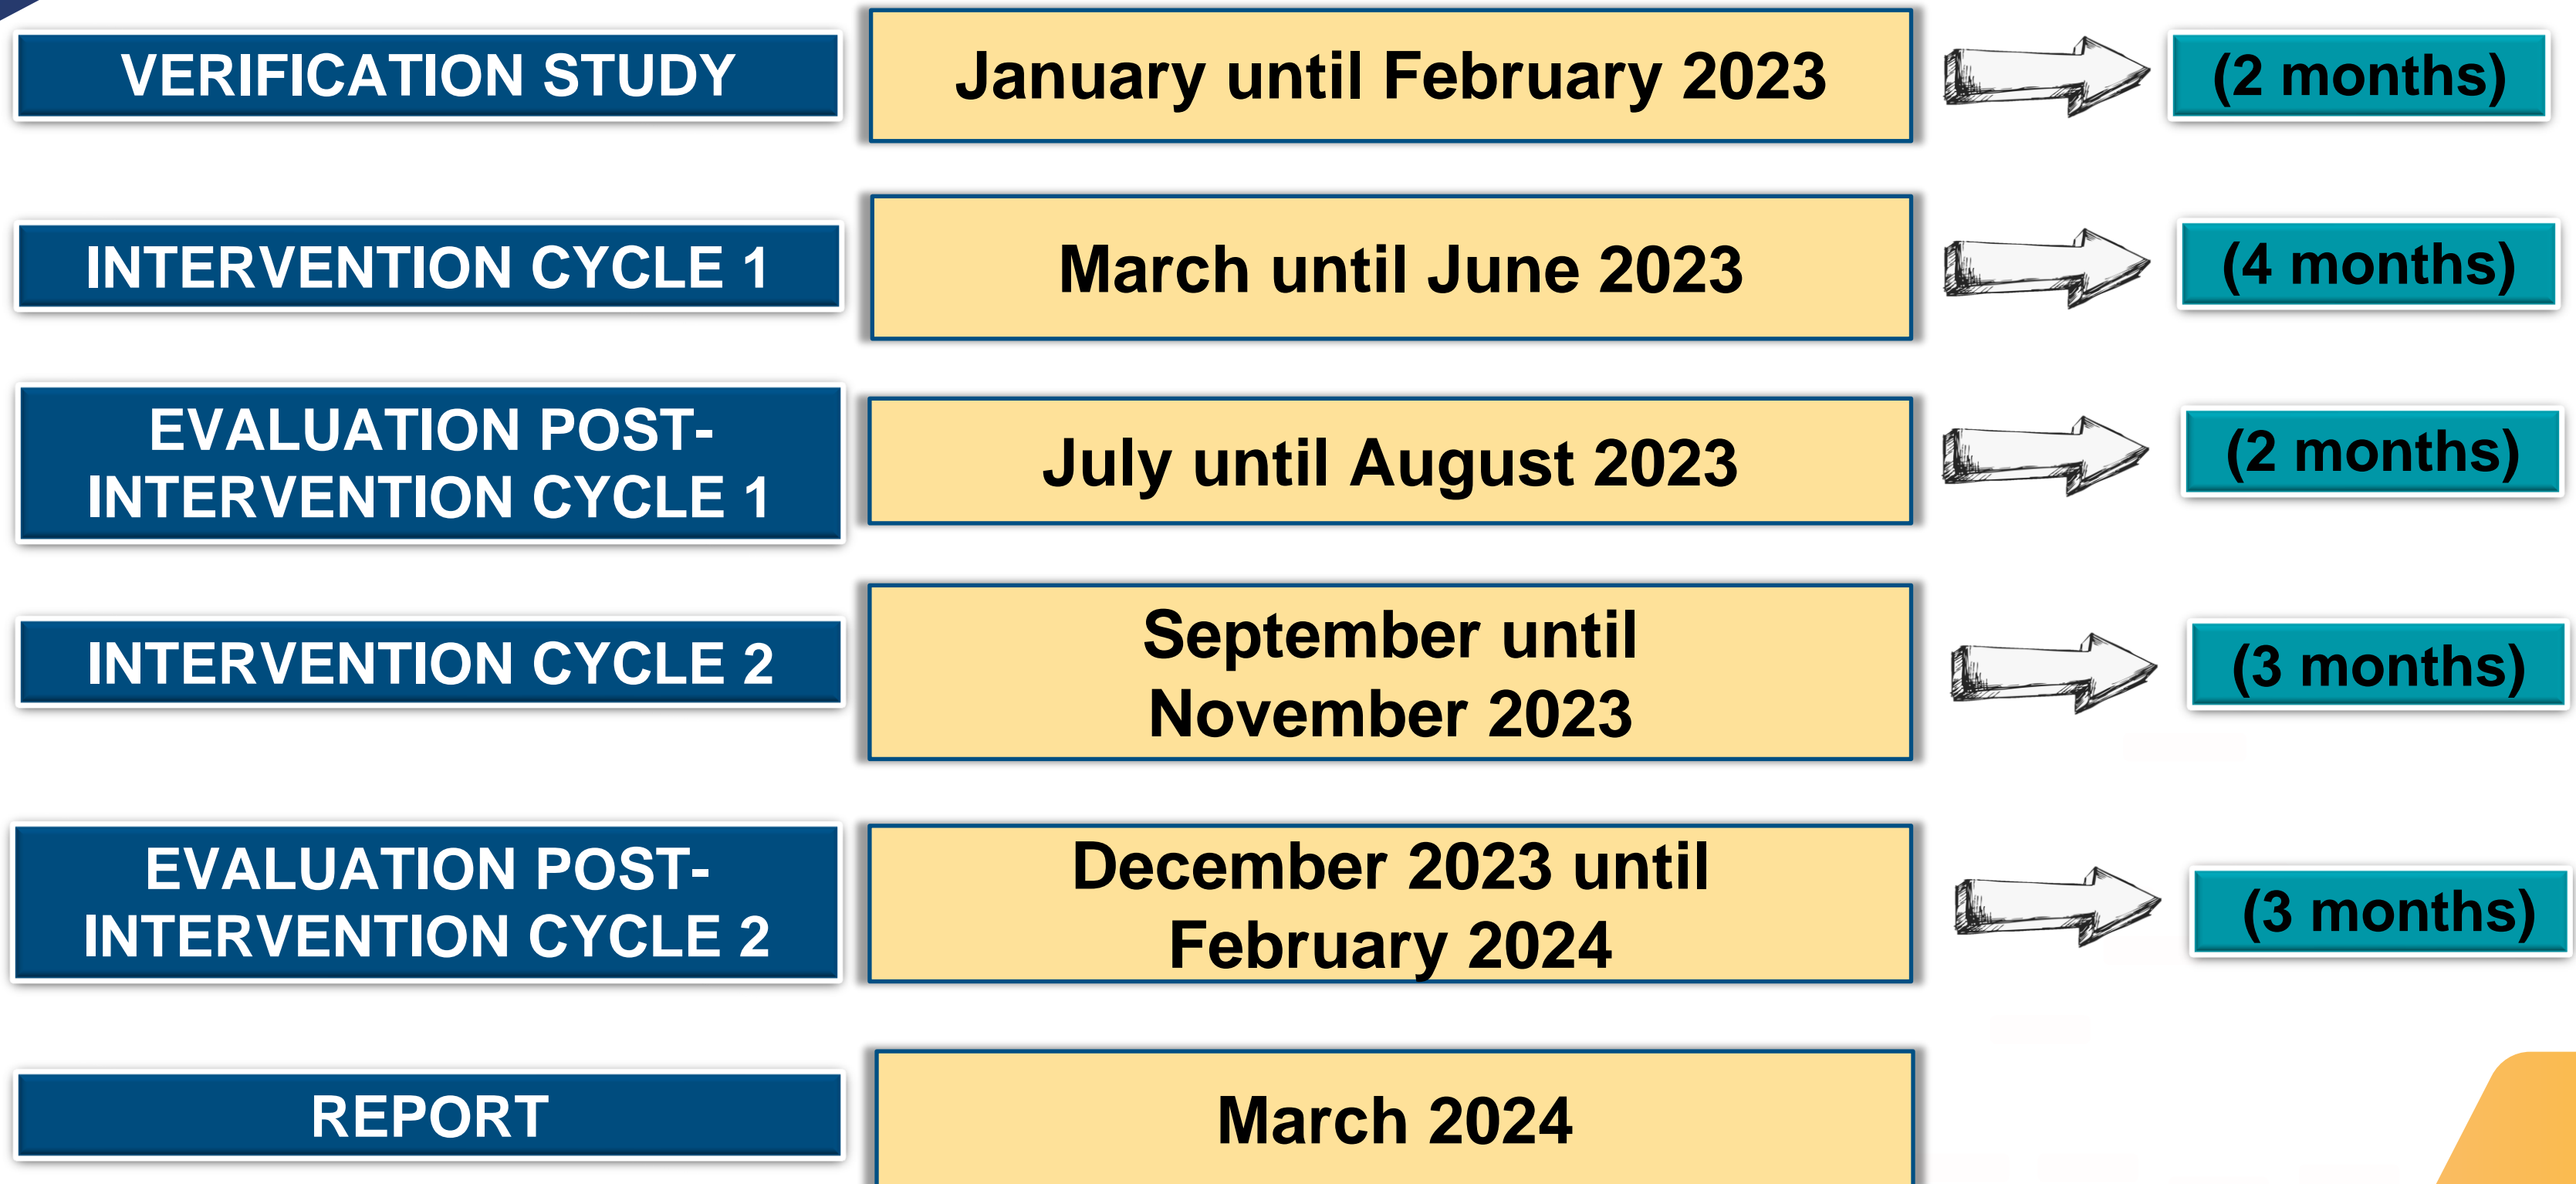 VERIFICATION STUDY
January until February 2023
(2 months)
INTERVENTION CYCLE 1
March until June 2023
(4 months)
EVALUATION POST-
INTERVENTION CYCLE 1
July until August 2023
(2 months)
INTERVENTION CYCLE 2
September until
November 2023
(3 months)
EVALUATION POST-
INTERVENTION CYCLE 2
December 2023 until
February 2024
(3 months)
REPORT
March 2024